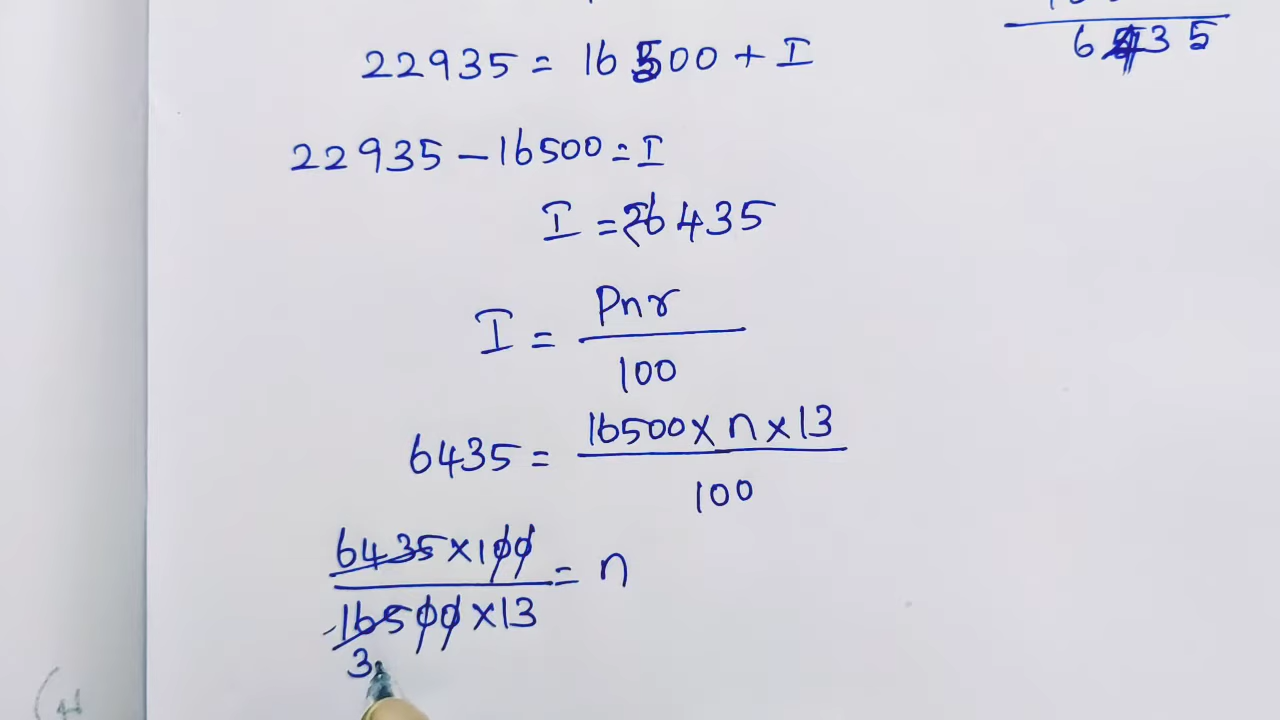 22935 = 16500 + I
6435
22935 - 16500 = I
I = 6435
I = Pnr
100
6435 = 16500 × n × 13
100
6435 × 100 = n
16500 × 13
3